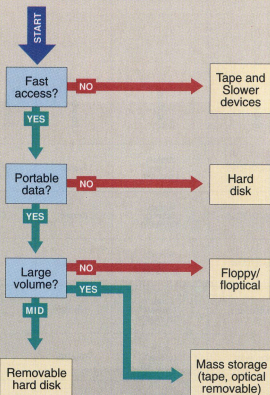 START
Fast
access?
NO
Tape and
Slower
devices
YES
Portable
data?
NO
Hard
disk
YES
Large
volume?
NO
Floppy/
floptical
YES
MID
Removable
hard disk
Mass storage
(tape, optical
removable)